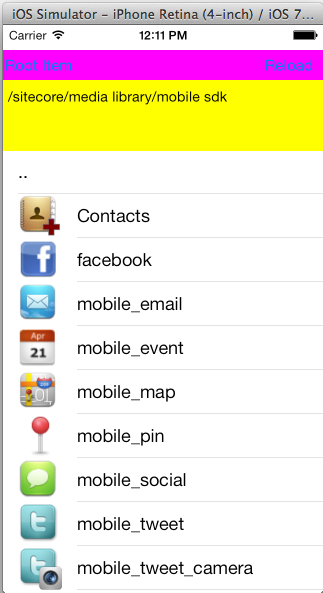 iOS Simulator – iPhone Retina (4-inch) / iOS 7...
Carrier 12:11 PM
Root Item Reload
/sitecore/media library/mobile sdk
..
Contacts
facebook
mobile_email
Apr
21
mobile_event
mobile_map
mobile_pin
mobile_social
mobile_tweet
mobile_tweet_camera